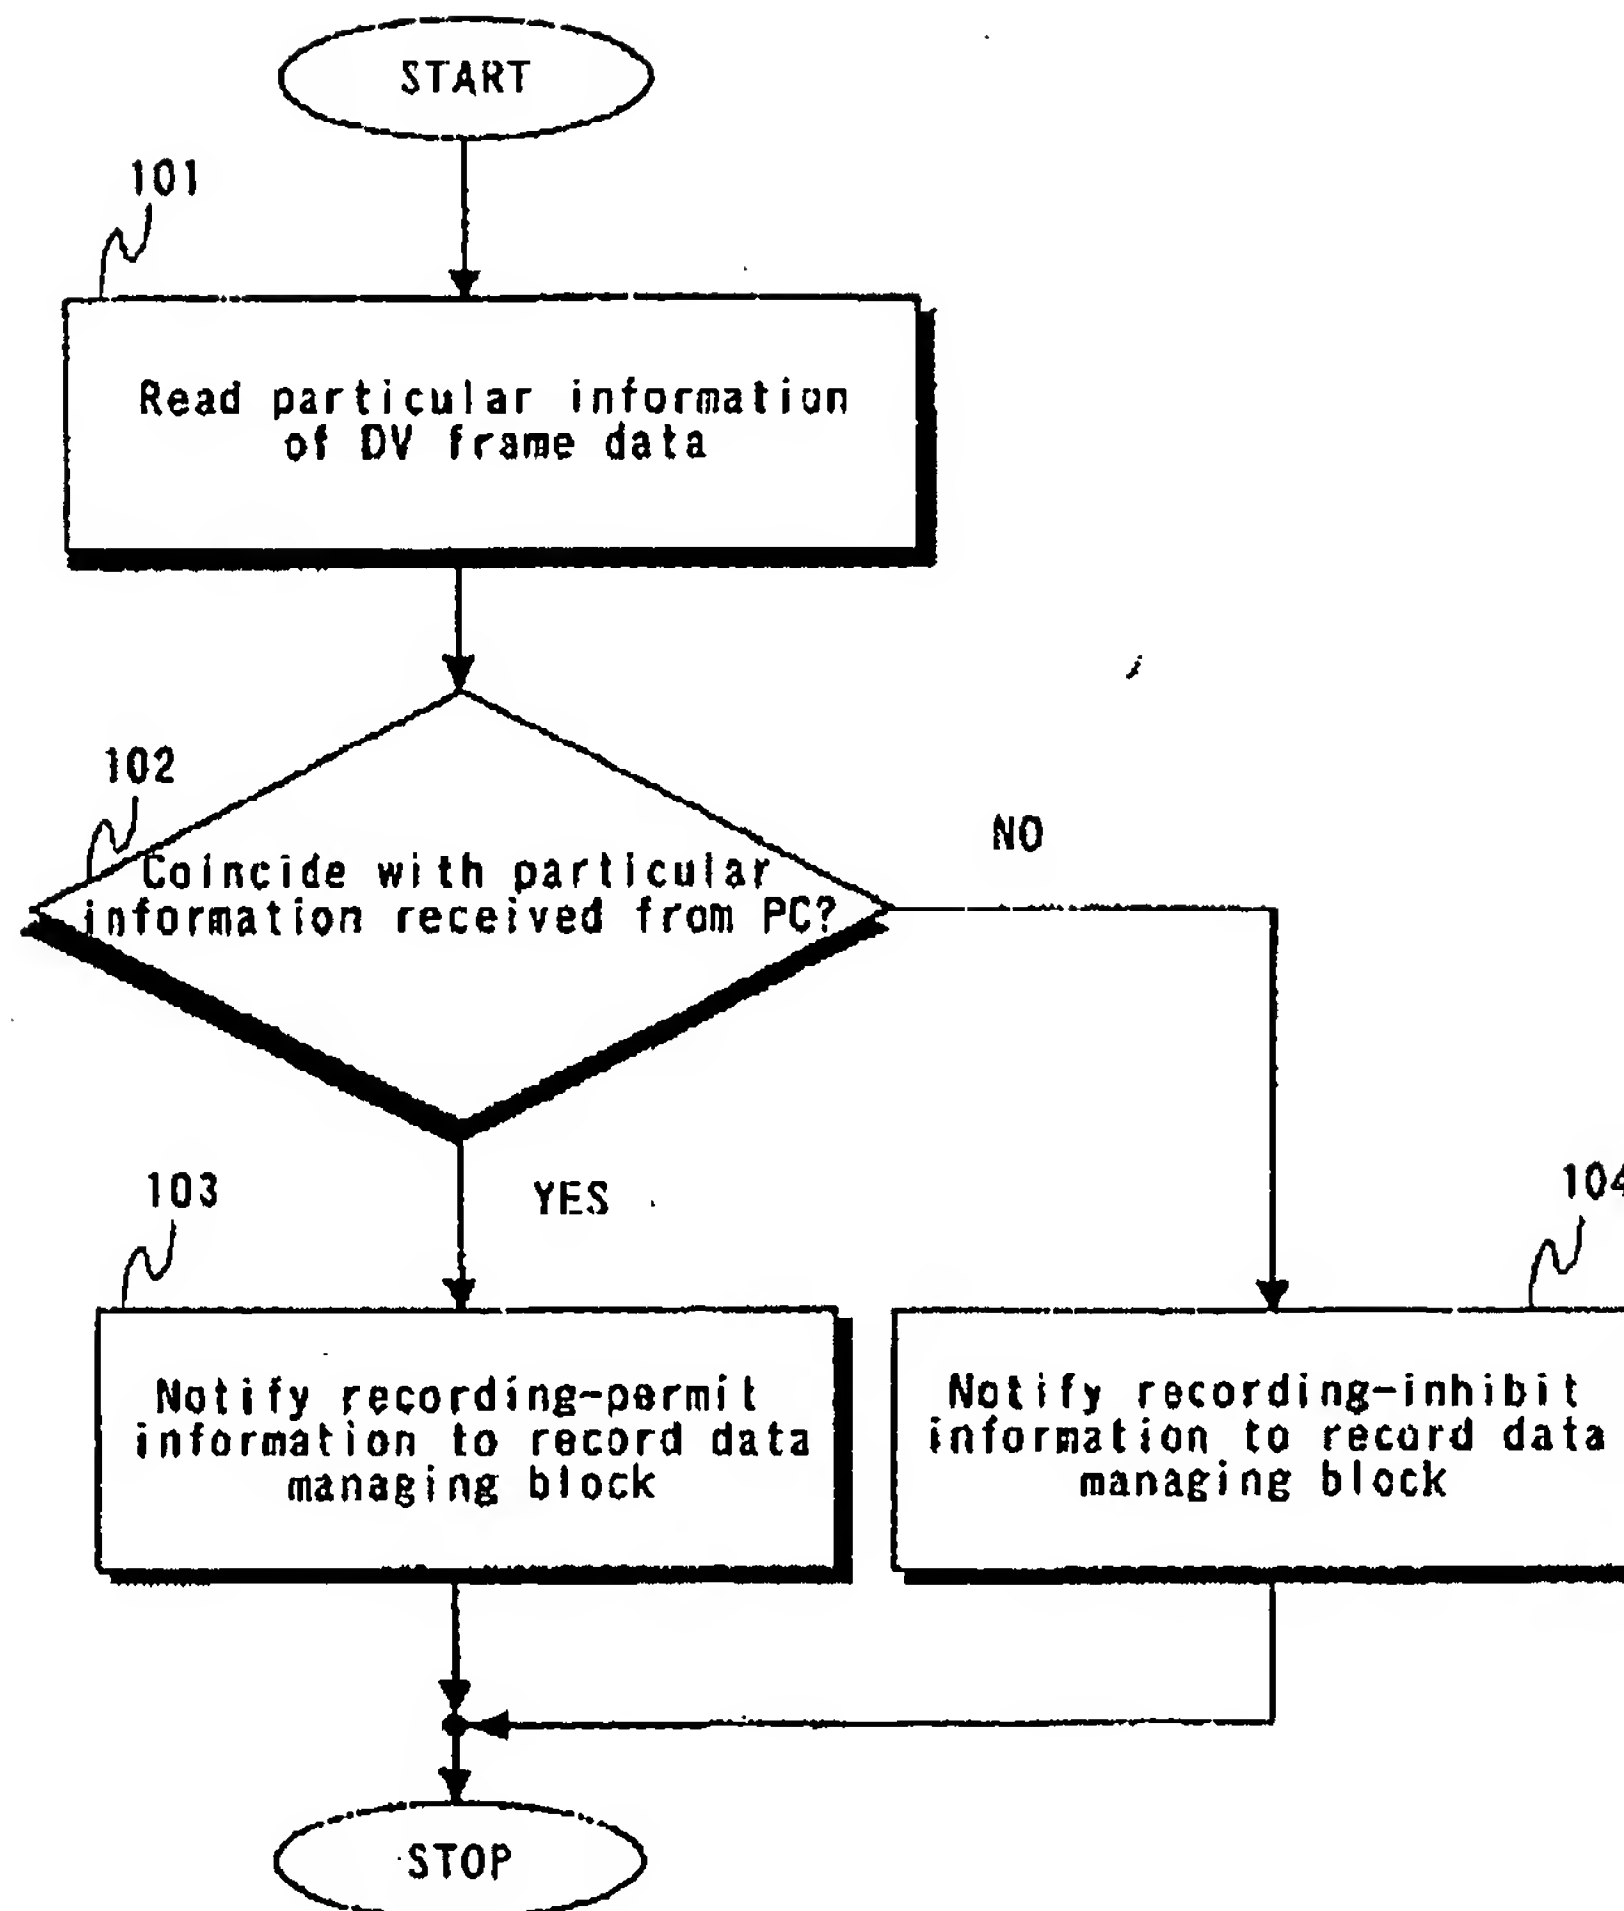 START
101
Read particular information
of DV frame data
102
Coincide with particular
information received from PC?
NO
YES
103
104
Notify recording-permit
information to record data
managing block
Notify recording-inhibit
information to record data
managing block
STOP